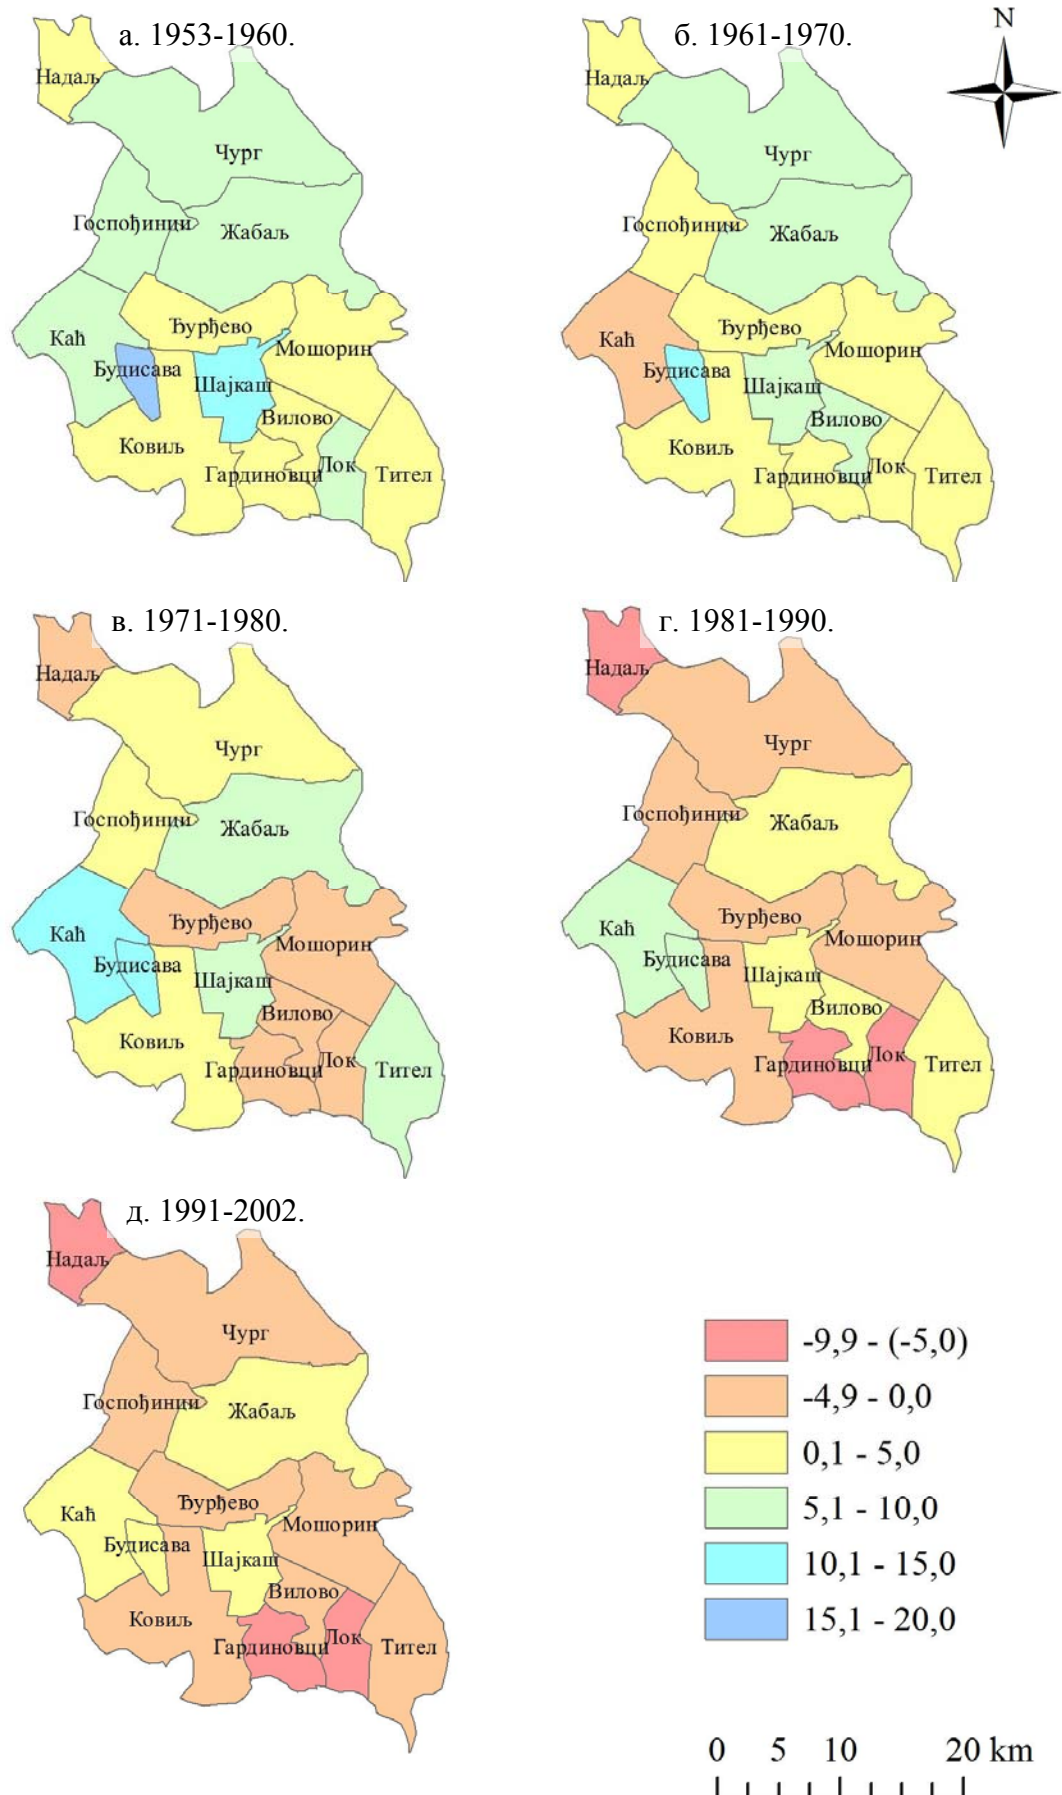 а. 1953-1960.
Надаљ
Чург
Госпођинци
Жабаљ
Каћ
Ђурђево
Мошорин
Будисава
Шајкаш
Вилово
Ковиљ
Гардиновци
Лок
Тител
б. 1961-1970.
N
Надаљ
Чург
Госпођинци
Жабаљ
Каћ
Ђурђево
Мошорин
Будисава
Шајкаш
Вилово
Ковиљ
Гардиновци
Лок
Тител
в. 1971-1980.
Надаљ
Чург
Госпођинци
Жабаљ
Каћ
Ђурђево
Мошорин
Будисава
Шајкаш
Вилово
Ковиљ
Гардиновци
Лок
Тител
г. 1981-1990.
Надаљ
Чург
Госпођинци
Жабаљ
Каћ
Ђурђево
Мошорин
Будисава
Шајкаш
Вилово
Ковиљ
Гардиновци
Лок
Тител
д. 1991-2002.
Надаљ
Чург
Госпођинци
Жабаљ
Каћ
Ђурђево
Мошорин
Будисава
Шајкаш
Вилово
Ковиљ
Гардиновци
Лок
Тител
-9,9 - (-5,0)
-4,9 - 0,0
0,1 - 5,0
5,1 - 10,0
10,1 - 15,0
15,1 - 20,0
0 5 10 20 km